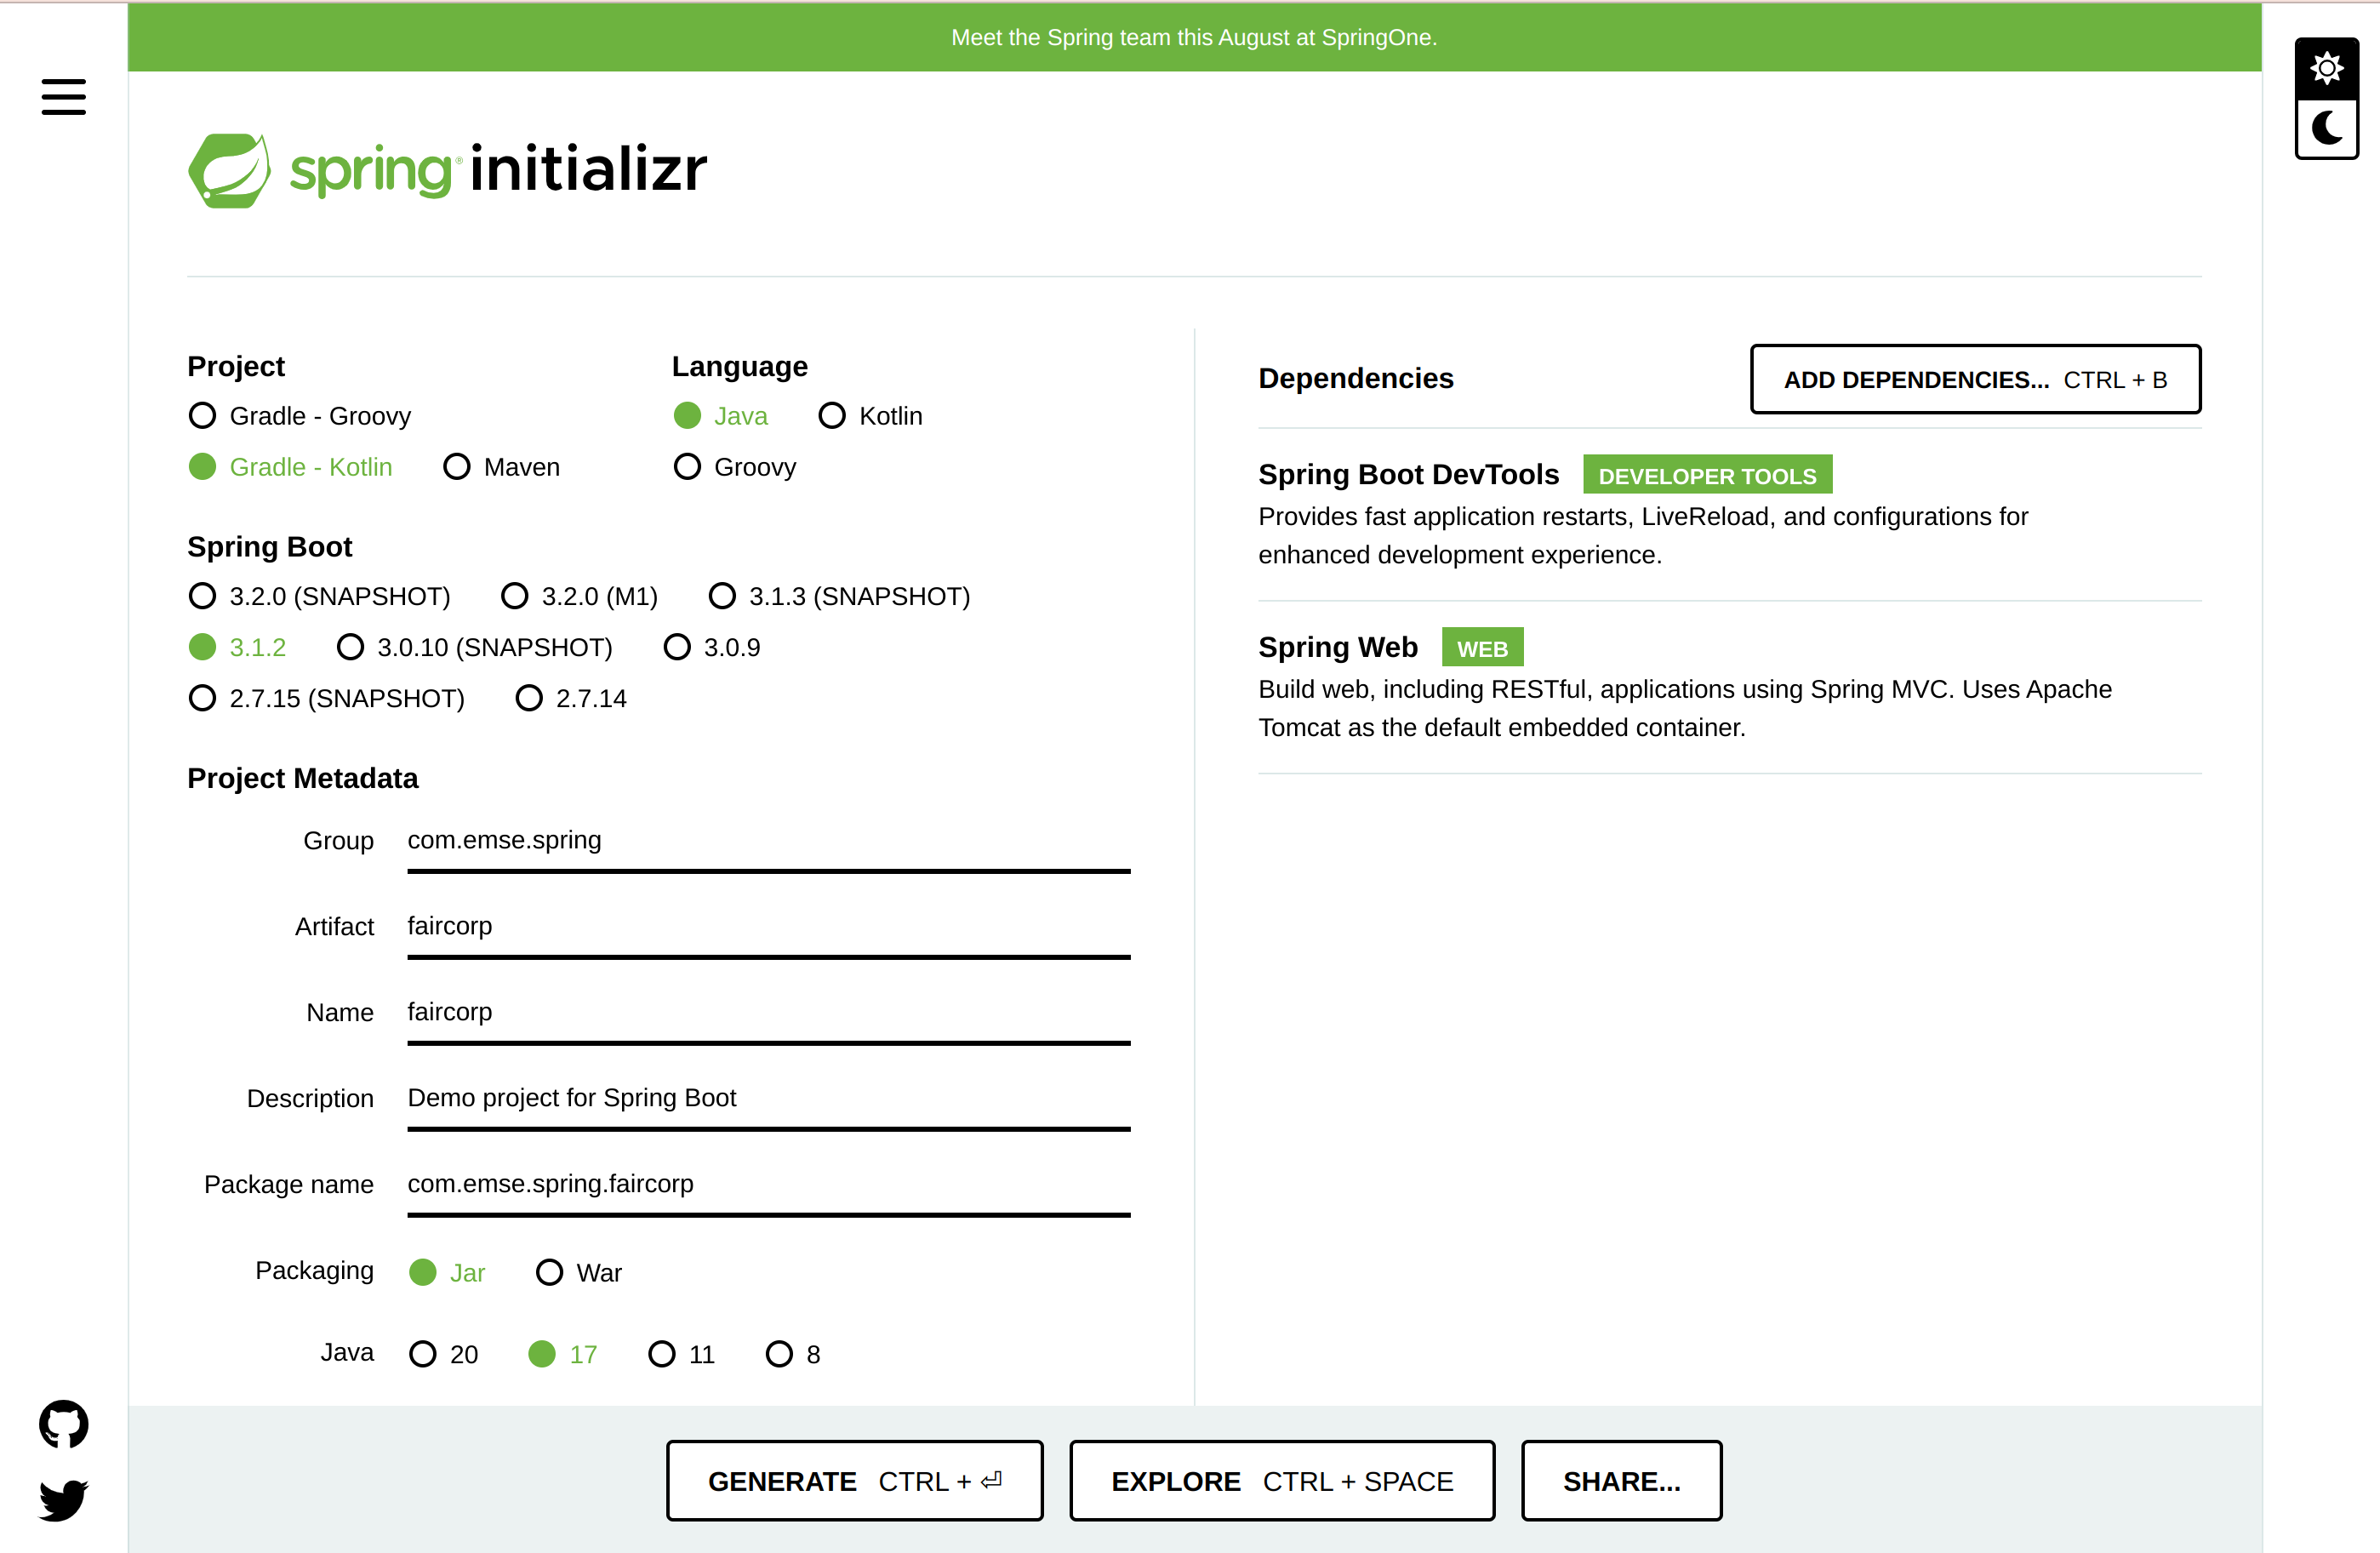 Meet the Spring team this August at SpringOne.
spring® initializr
Project
Gradle - Groovy
Gradle - Kotlin Maven
Language
Java Kotlin
Groovy
Spring Boot
3.2.0 (SNAPSHOT) 3.2.0 (M1) 3.1.3 (SNAPSHOT)
3.1.2 3.0.10 (SNAPSHOT) 3.0.9
2.7.15 (SNAPSHOT) 2.7.14
Project Metadata
Group com.emse.spring
Artifact faircorp
Name faircorp
Description Demo project for Spring Boot
Package name com.emse.spring.faircorp
Packaging Jar War
Java 20 17 11 8
Dependencies ADD DEPENDENCIES... CTRL + B
Spring Boot DevTools DEVELOPER TOOLS
Provides fast application restarts, LiveReload, and configurations for
enhanced development experience.
Spring Web WEB
Build web, including RESTful, applications using Spring MVC. Uses Apache
Tomcat as the default embedded container.
GENERATE CTRL + ⏎ EXPLORE CTRL + SPACE SHARE...